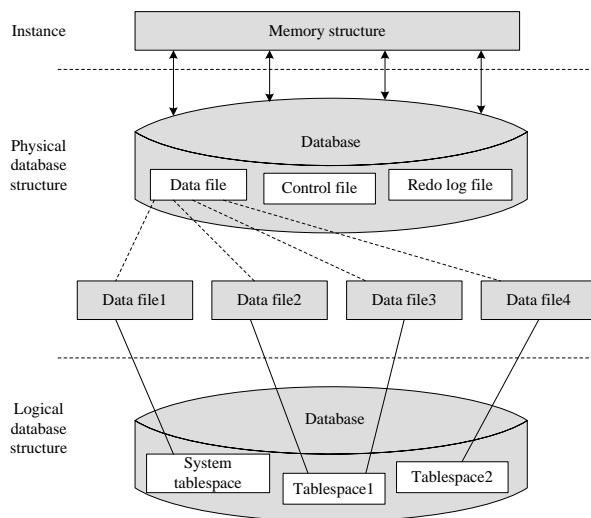 Instance
Memory structure
Physical
database
structure
Database
Data file
Control file
Redo log file
Data file1
Data file2
Data file3
Data file4
Logical
database
structure
Database
System
tablespace
Tablespace1
Tablespace2